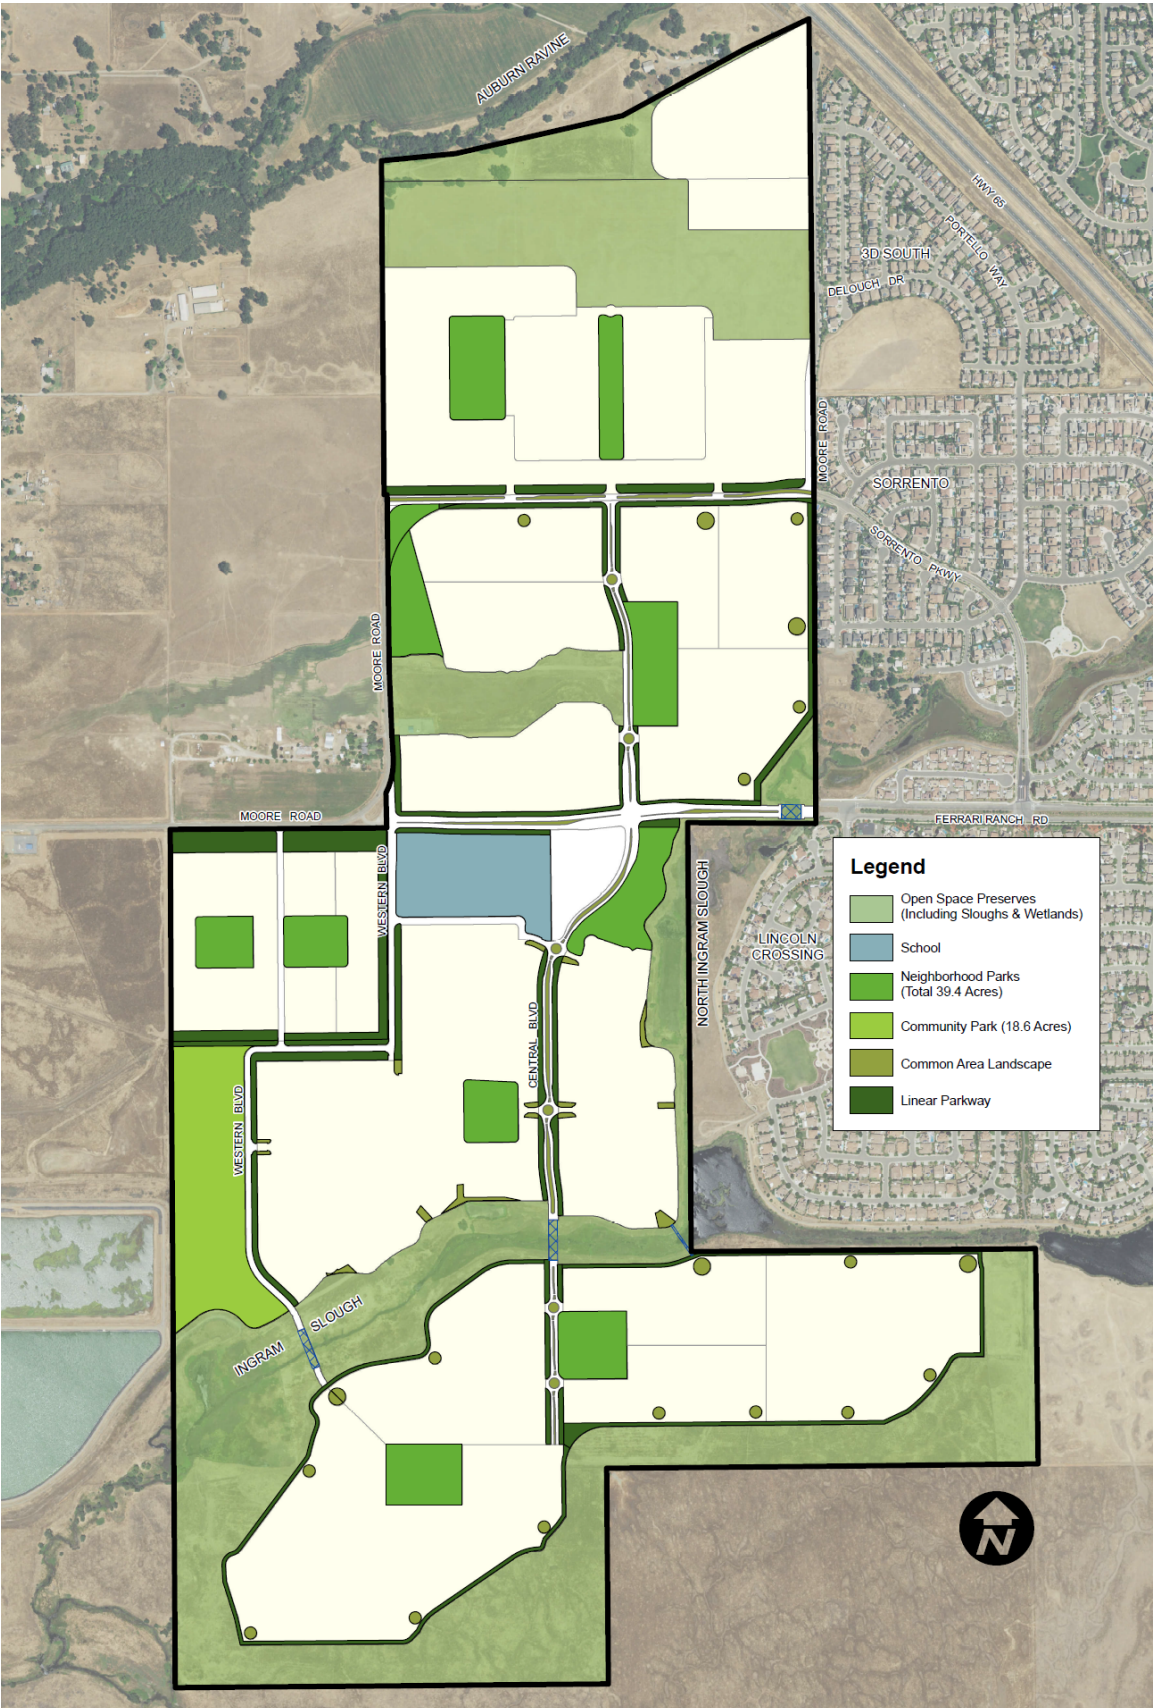 AUBURN RAVINE
HWY 65
PORTELLO WAY
3D SOUTH
DELOUCH DR
MOORE ROAD
SORRENTO
SORRENTO PKWY
MOORE ROAD
MOORE ROAD
FERRARI RANCH RD
WESTERN BLVD
NORTH INGRAM SLOUGH
LINCOLN
CROSSING
CENTRAL BLVD
WESTERN BLVD
INGRAM SLOUGH
Legend
Open Space Preserves
(Including Sloughs & Wetlands)
School
Neighborhood Parks
(Total 39.4 Acres)
Community Park (18.6 Acres)
Common Area Landscape
Linear Parkway
N